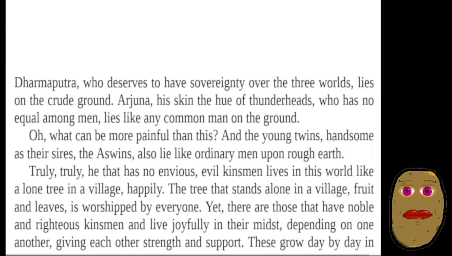 Dharmaputra, who deserves to have sovereignty over the three worlds, lies
on the crude ground. Arjuna, his skin the hue of thunderheads, who has no
equal among men, lies like any common man on the ground.
Oh, what can be more painful than this? And the young twins, handsome
as their sires, the Aswins, also lie like ordinary men upon rough earth.
Truly, truly, he that has no envious, evil kinsmen lives in this world like
a lone tree in a village, happily. The tree that stands alone in a village, fruit
and leaves, is worshipped by everyone. Yet, there are those that have noble
and righteous kinsmen and live joyfully in their midst, depending on one
another, giving each other strength and support. These grow day by day in